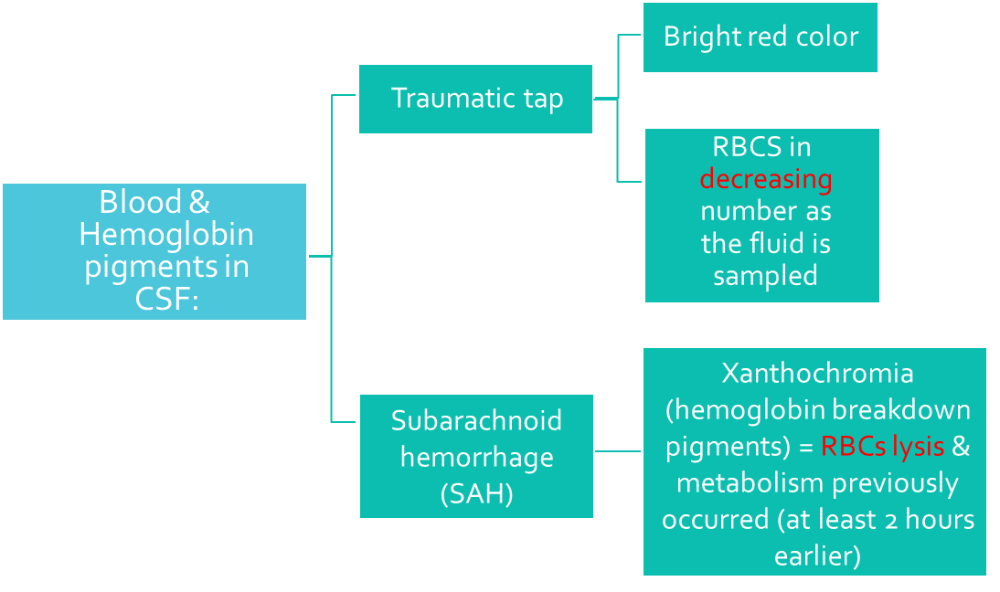 Blood &
Hemoglobin
pigments in
CSF:
Traumatic tap
Bright red color
RBCS in
decreasing
number as
the fluid is
sampled
Subarachnoid
hemorrhage
(SAH)
Xanthochromia
(hemoglobin breakdown
pigments) = RBCs lysis &
metabolism previously
occurred (at least 2 hours
earlier)